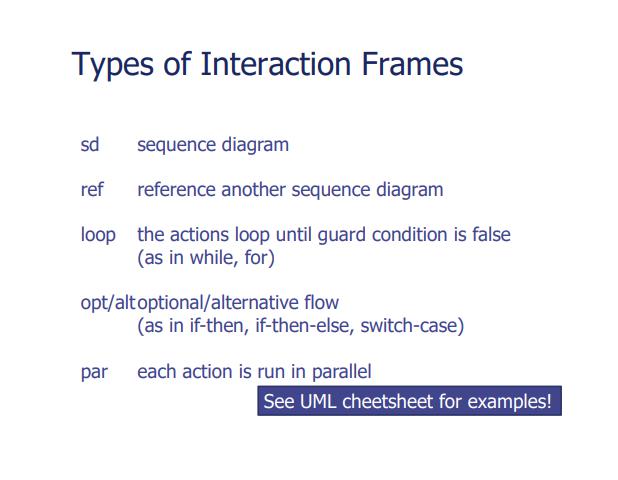 Types of Interaction Frames
sd sequence diagram
ref reference another sequence diagram
loop the actions loop until guard condition is false
(as in while, for)
opt/alt optional/alternative flow
(as in if-then, if-then-else, switch-case)
par each action is run in parallel
See UML cheetsheet for examples!